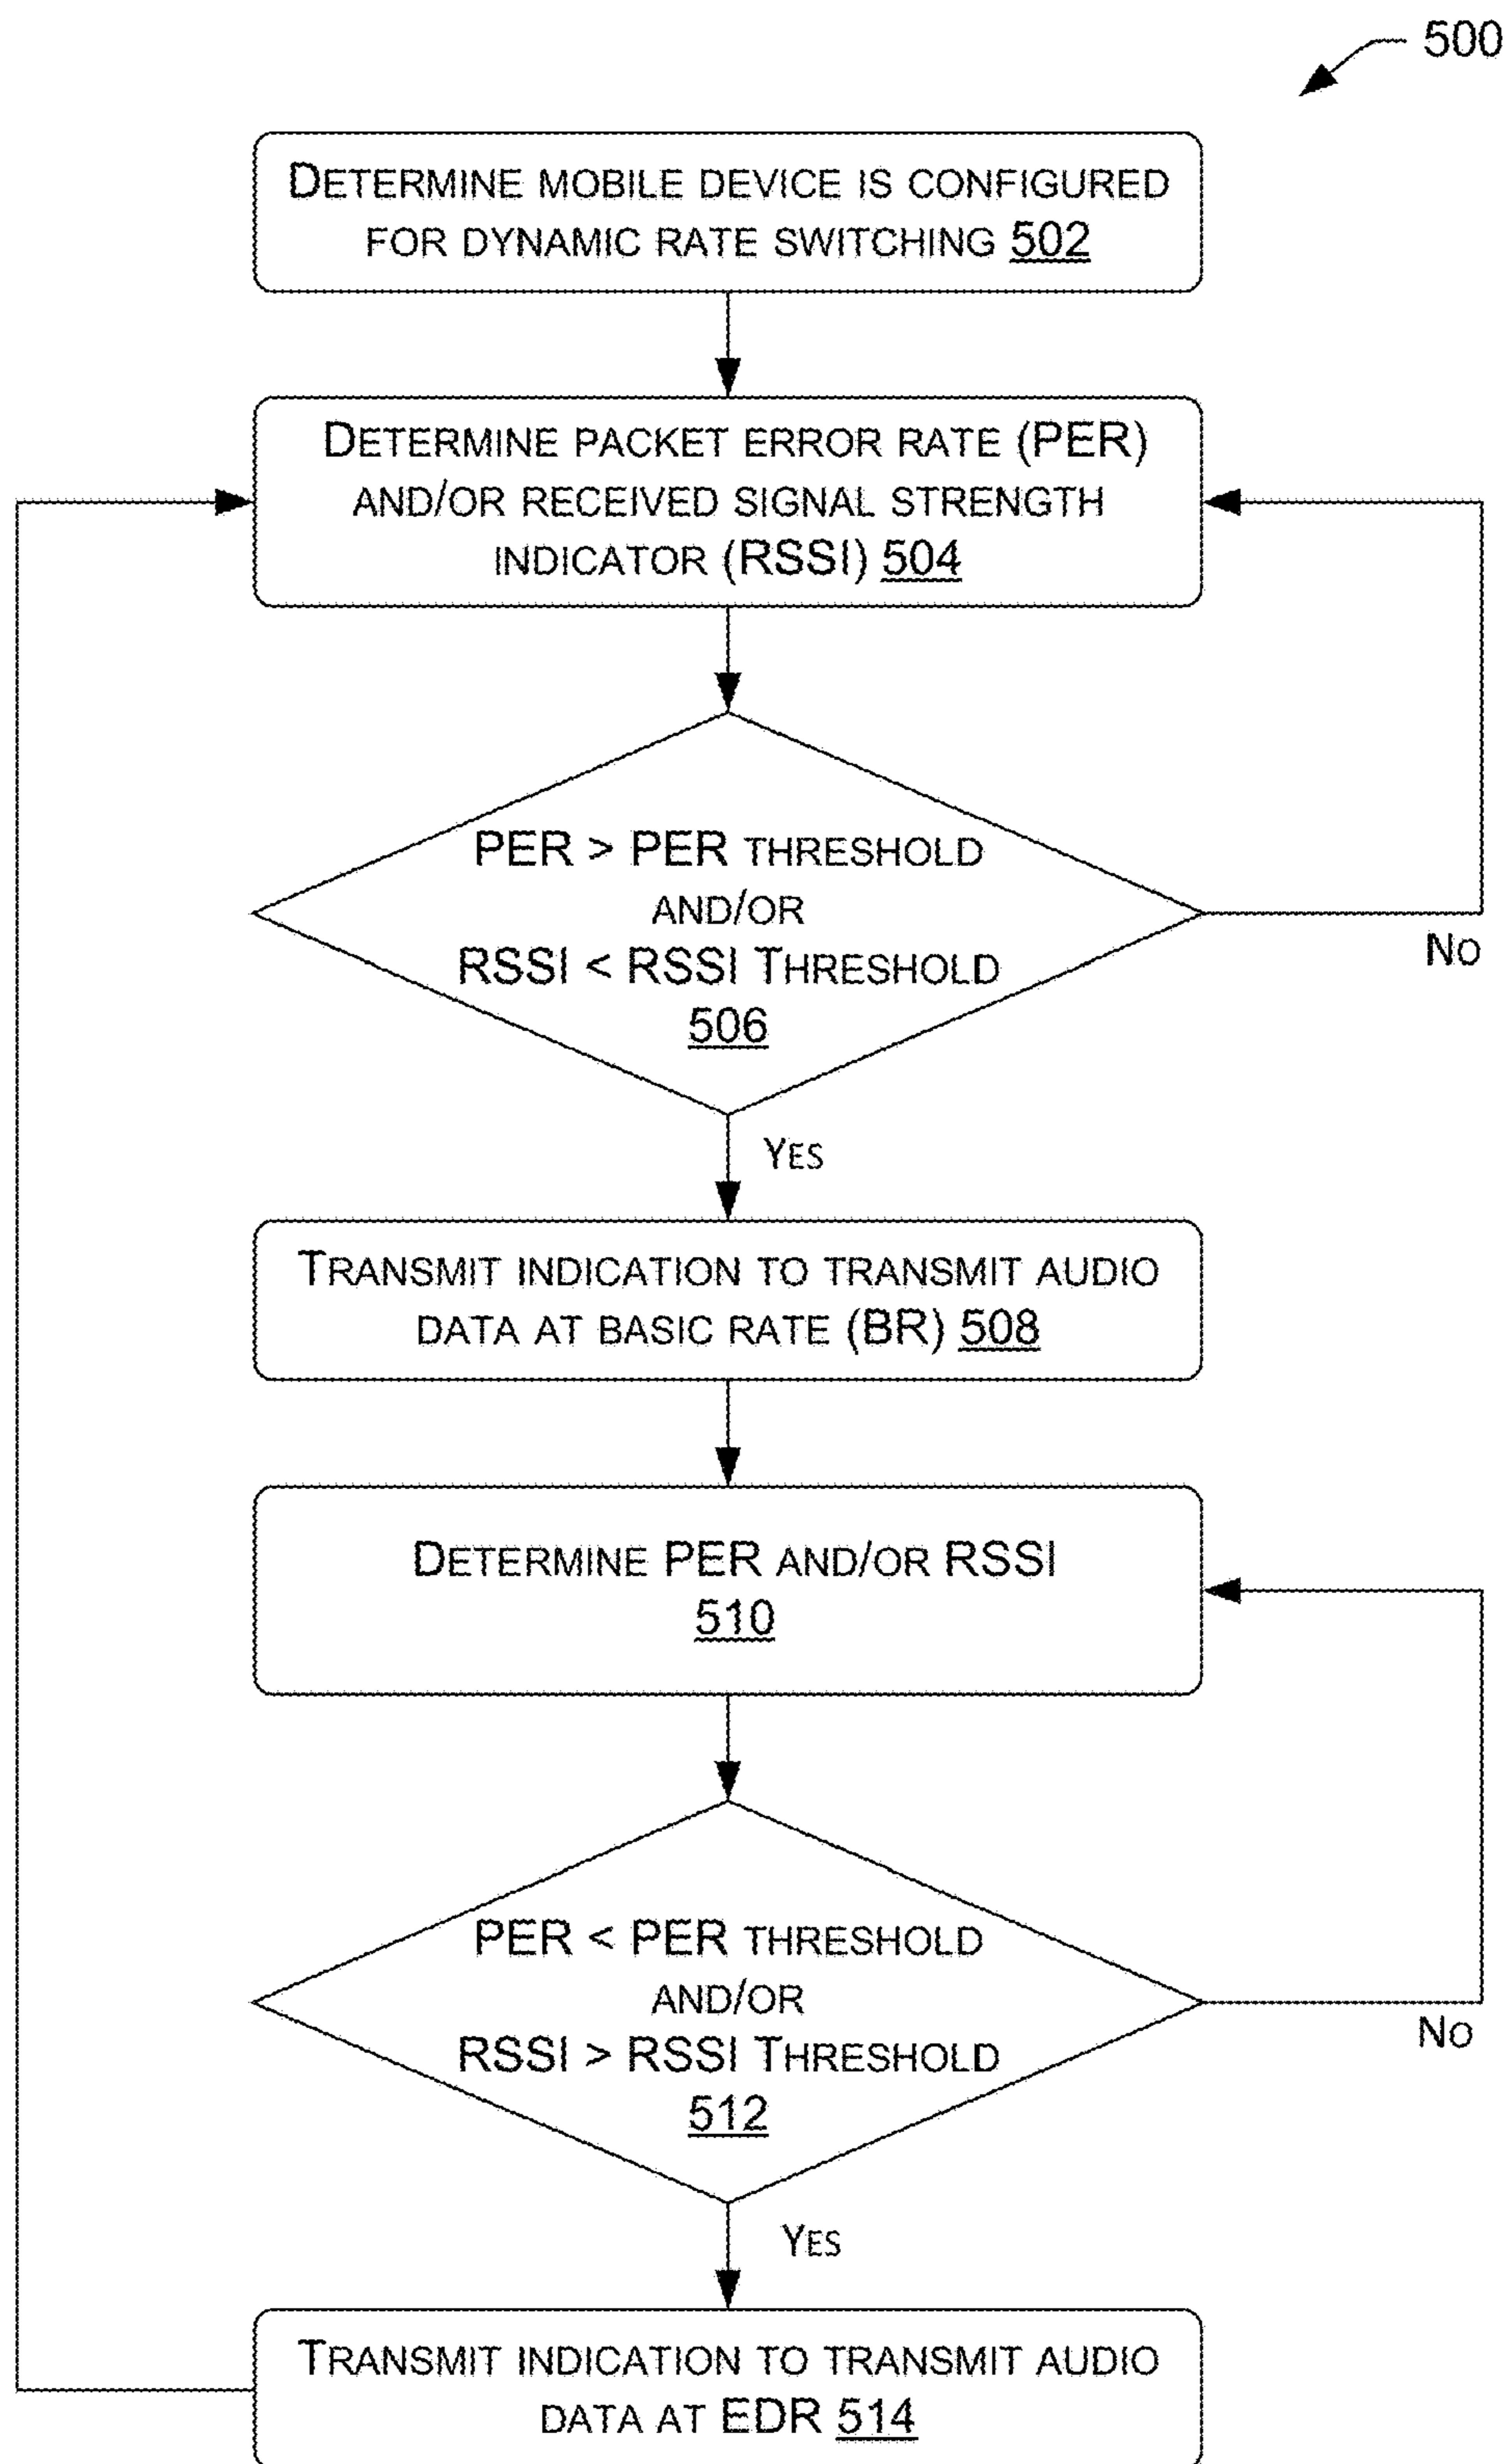 500
DETERMINE MOBILE DEVICE IS CONFIGURED
FOR DYNAMIC RATE SWITCHING 502
DETERMINE PACKET ERROR RATE (PER)
AND/OR RECEIVED SIGNAL STRENGTH
INDICATOR (RSSI) 504
PER > PER THRESHOLD
AND/OR
RSSI < RSSI THRESHOLD
506
NO
YES
TRANSMIT INDICATION TO TRANSMIT AUDIO
DATA AT BASIC RATE (BR) 508
DETERMINE PER AND/OR RSSI
510
PER < PER THRESHOLD
AND/OR
RSSI > RSSI THRESHOLD
512
NO
YES
TRANSMIT INDICATION TO TRANSMIT AUDIO
DATA AT EDR 514